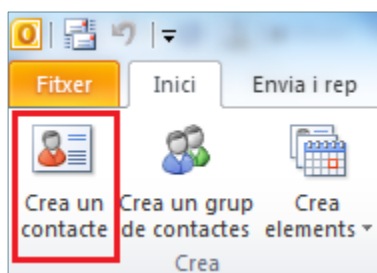 Fitxer Inici Envia i rep
Crea un Crea un grup Crea
contacte de contactes elements
Crea